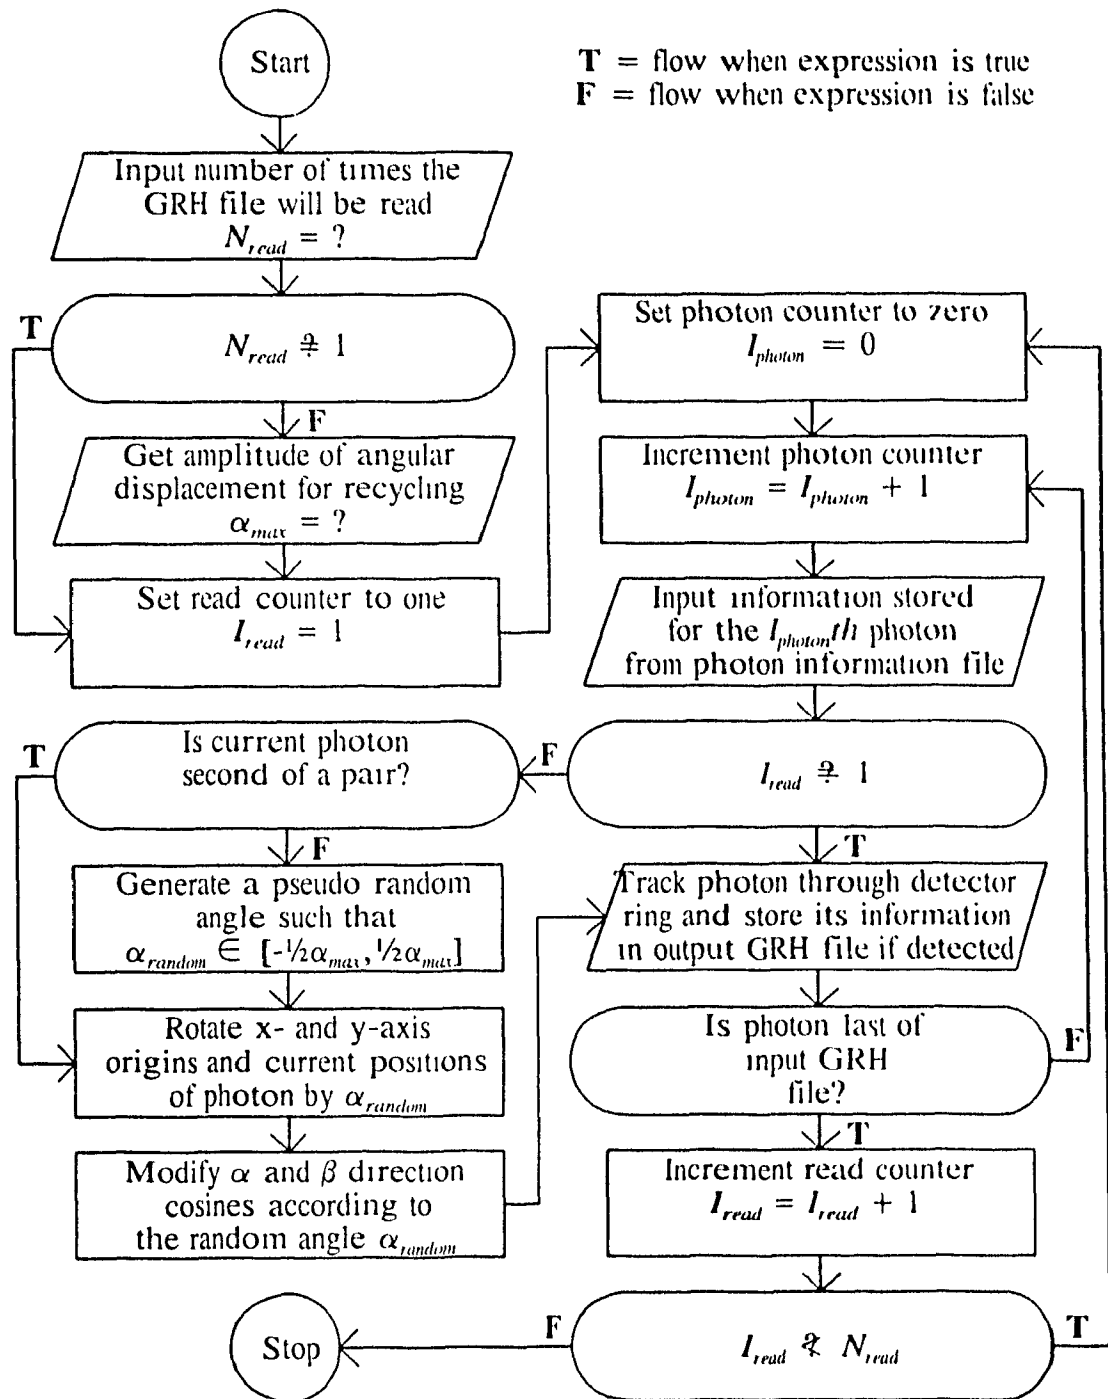 Start
T = flow when expression is true
F = flow when expression is false
Input number of times the
GRH file will be read
N_read = ?
T
N_read ≟ 1
F
Get amplitude of angular
displacement for recycling
α_max = ?
Set read counter to one
I_read = 1
Set photon counter to zero
I_photon = 0
Increment photon counter
I_photon = I_photon + 1
Input information stored
for the I_photon th photon
from photon information file
I_read ≟ 1
F
T
Is current photon
second of a pair?
T
F
Generate a pseudo random
angle such that
α_random ∈ [-½α_max, ½α_max]
Rotate x- and y-axis
origins and current positions
of photon by α_random
Modify α and β direction
cosines according to
the random angle α_random
Track photon through detector
ring and store its information
in output GRH file if detected
Is photon last of
input GRH
file?
F
T
Increment read counter
I_read = I_read + 1
I_read N_read
F
T
Stop